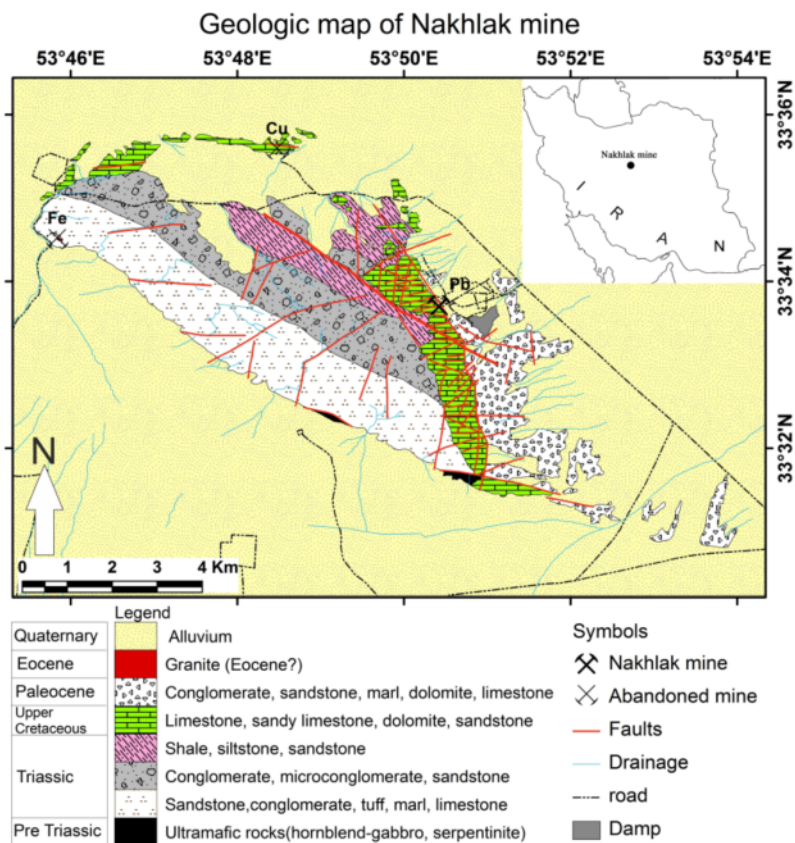 Geologic map of Nakhlak mine
53°46'E 53°48'E 53°50'E 53°52'E 53°54'E
33°36'N
33°34'N
33°32'N
Cu
Fe
Pb
Nakhlak mine
I R A N
N
0 1 2 3 4 Km
Legend
Quaternary Alluvium
Eocene Granite (Eocene?)
Paleocene Conglomerate, sandstone, marl, dolomite, limestone
Upper
Cretaceous Limestone, sandy limestone, dolomite, sandstone
Triassic
Shale, siltstone, sandstone
Conglomerate, microconglomerate, sandstone
Sandstone,conglomerate, tuff, marl, limestone
Pre Triassic Ultramafic rocks(hornblend-gabbro, serpentinite)
Symbols
Nakhlak mine
Abandoned mine
Faults
Drainage
road
Damp